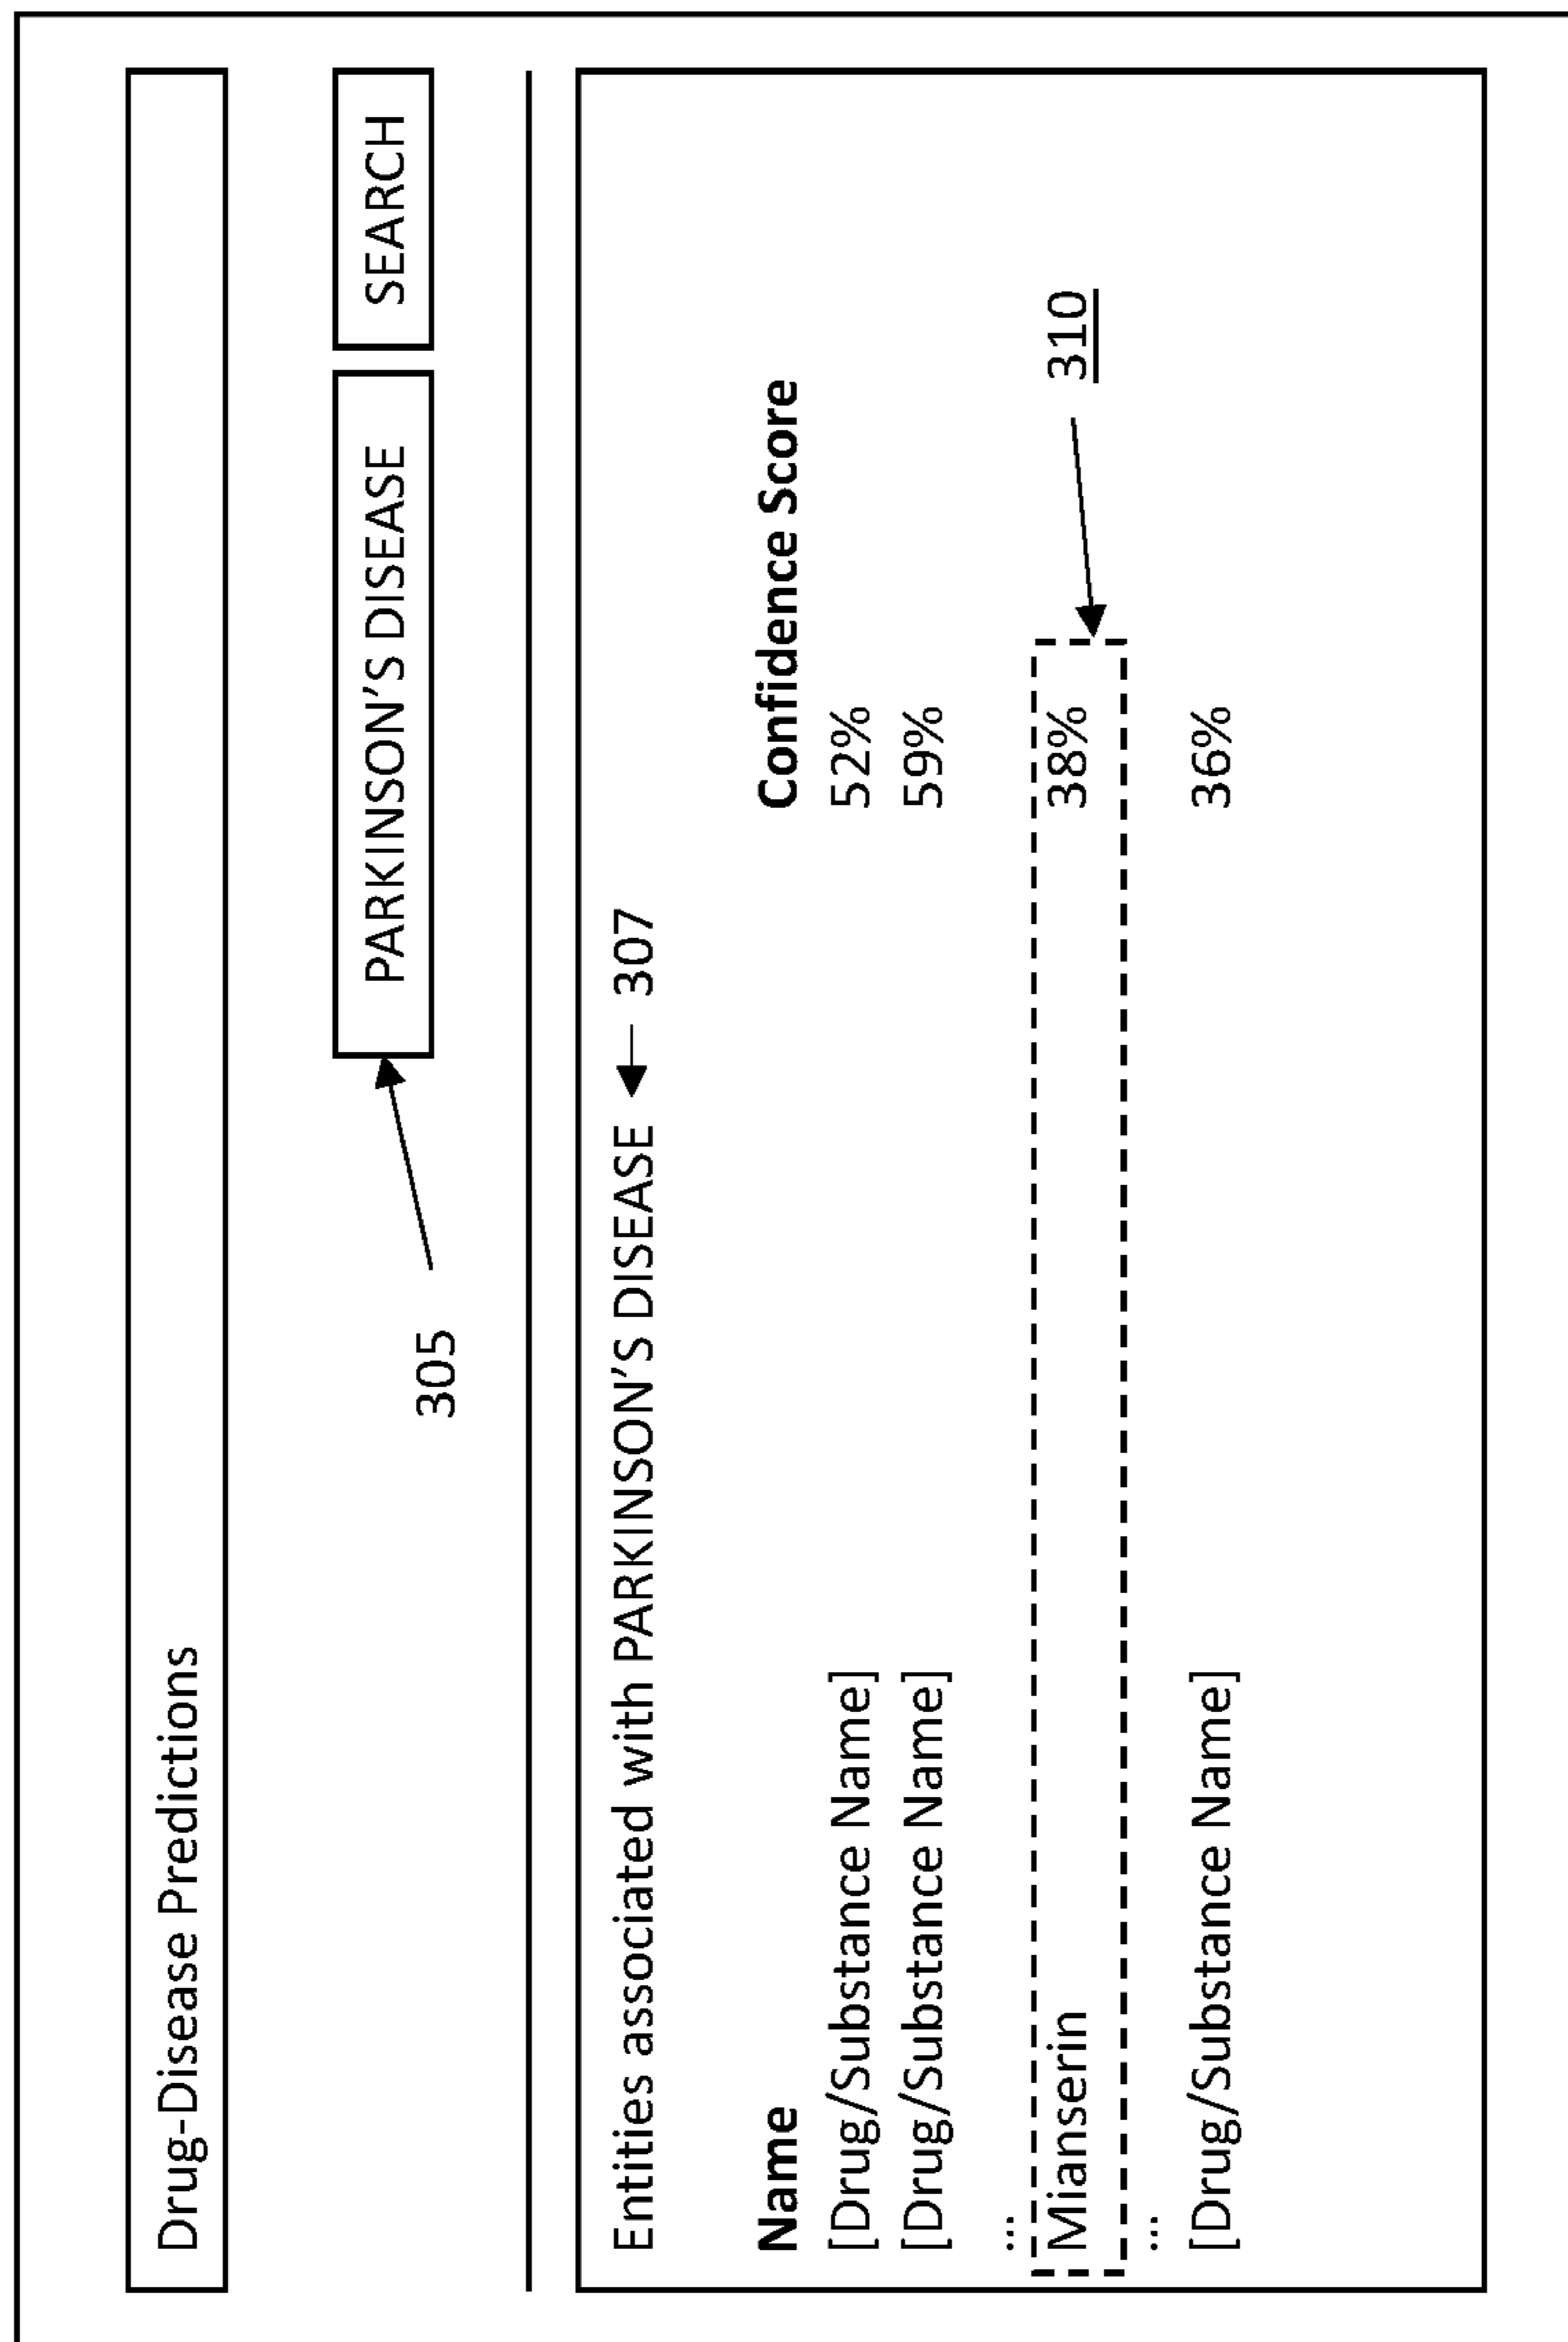 Drug-Disease Predictions
PARKINSON'S DISEASE SEARCH
305
Entities associated with PARKINSON'S DISEASE 307
Name Confidence Score
[Drug/Substance Name] 52%
[Drug/Substance Name] 59%
...
Mianserin 38% 310
...
[Drug/Substance Name] 36%